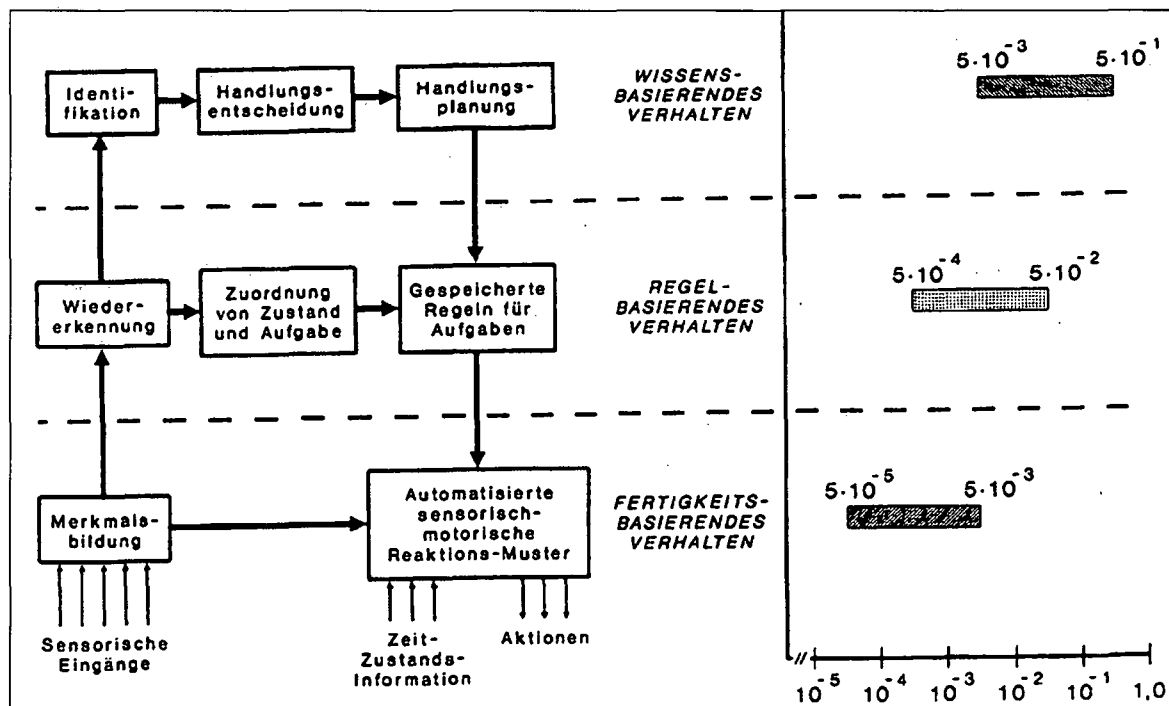 Identi-
fikation
Handlungs-
entscheidung
Handlungs-
planung
WISSENS-
BASIERENDES
VERHALTEN
5·10⁻³
5·10⁻¹
Wieder-
erkennung
Zuordnung
von Zustand
und Aufgabe
Gespeicherte
Regeln für
Aufgaben
REGEL-
BASIERENDES
VERHALTEN
5·10⁻⁴
5·10⁻²
Merkmals-
bildung
Automatisierte
sensorisch-
motorische
Reaktions-Muster
FERTIGKEITS-
BASIERENDES
VERHALTEN
5·10⁻⁵
5·10⁻³
Sensorische
Eingänge
Zeit-
Zustands-
Information
Aktionen
10⁻⁵ 10⁻⁴ 10⁻³ 10⁻² 10⁻¹ 1,0